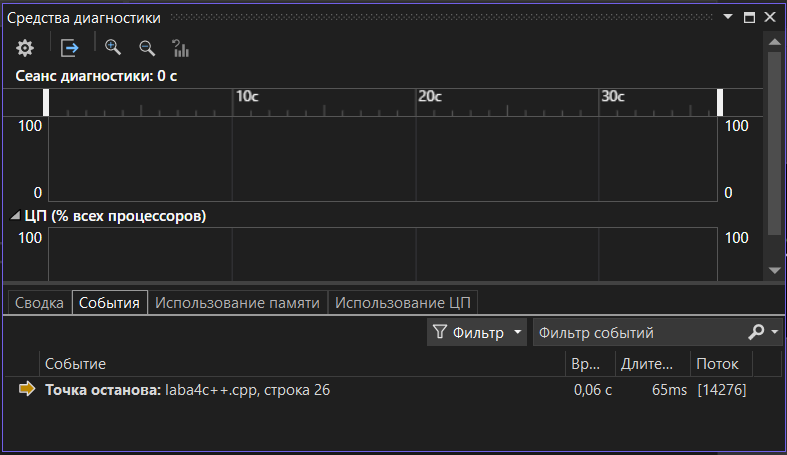 Средства диагностики
Сеанс диагностики: 0 с
10с 20с 30с
100 100
0 0
ЦП (% всех процессоров)
100 100
Сводка События Использование памяти Использование ЦП
Фильтр Фильтр событий
Событие Вр... Длите... Поток
Точка останова: laba4c++.cpp, строка 26 0,06 с 65ms [14276]